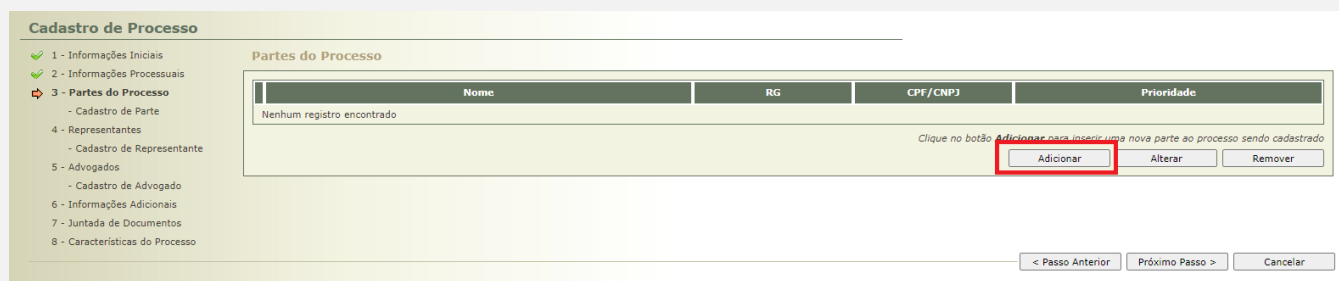 Cadastro de Processo
1 - Informações Iniciais
2 - Informações Processuais
3 - Partes do Processo
- Cadastro de Parte
4 - Representantes
- Cadastro de Representante
5 - Advogados
- Cadastro de Advogado
6 - Informações Adicionais
7 - Juntada de Documentos
8 - Características do Processo
Partes do Processo
Nome RG CPF/CNPJ Prioridade
Nenhum registro encontrado
Clique no botão Adicionar para inserir uma nova parte ao processo sendo cadastrado
Adicionar Alterar Remover
< Passo Anterior Próximo Passo > Cancelar